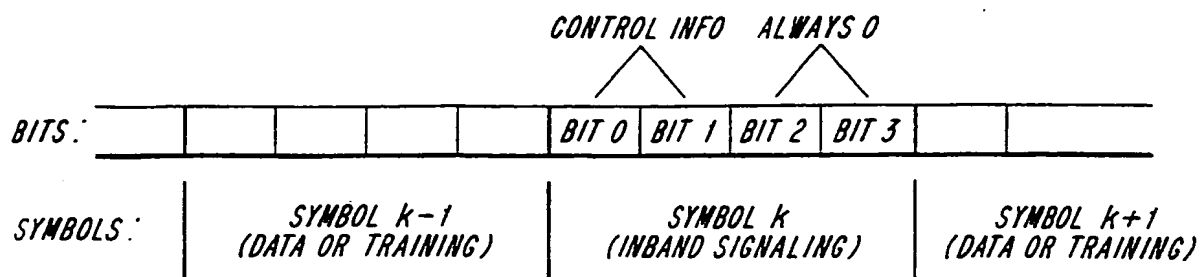 CONTROL INFO ALWAYS 0
BITS: BIT 0 BIT 1 BIT 2 BIT 3
SYMBOLS: SYMBOL k-1 SYMBOL k SYMBOL k+1
(DATA OR TRAINING) (INBAND SIGNALING) (DATA OR TRAINING)